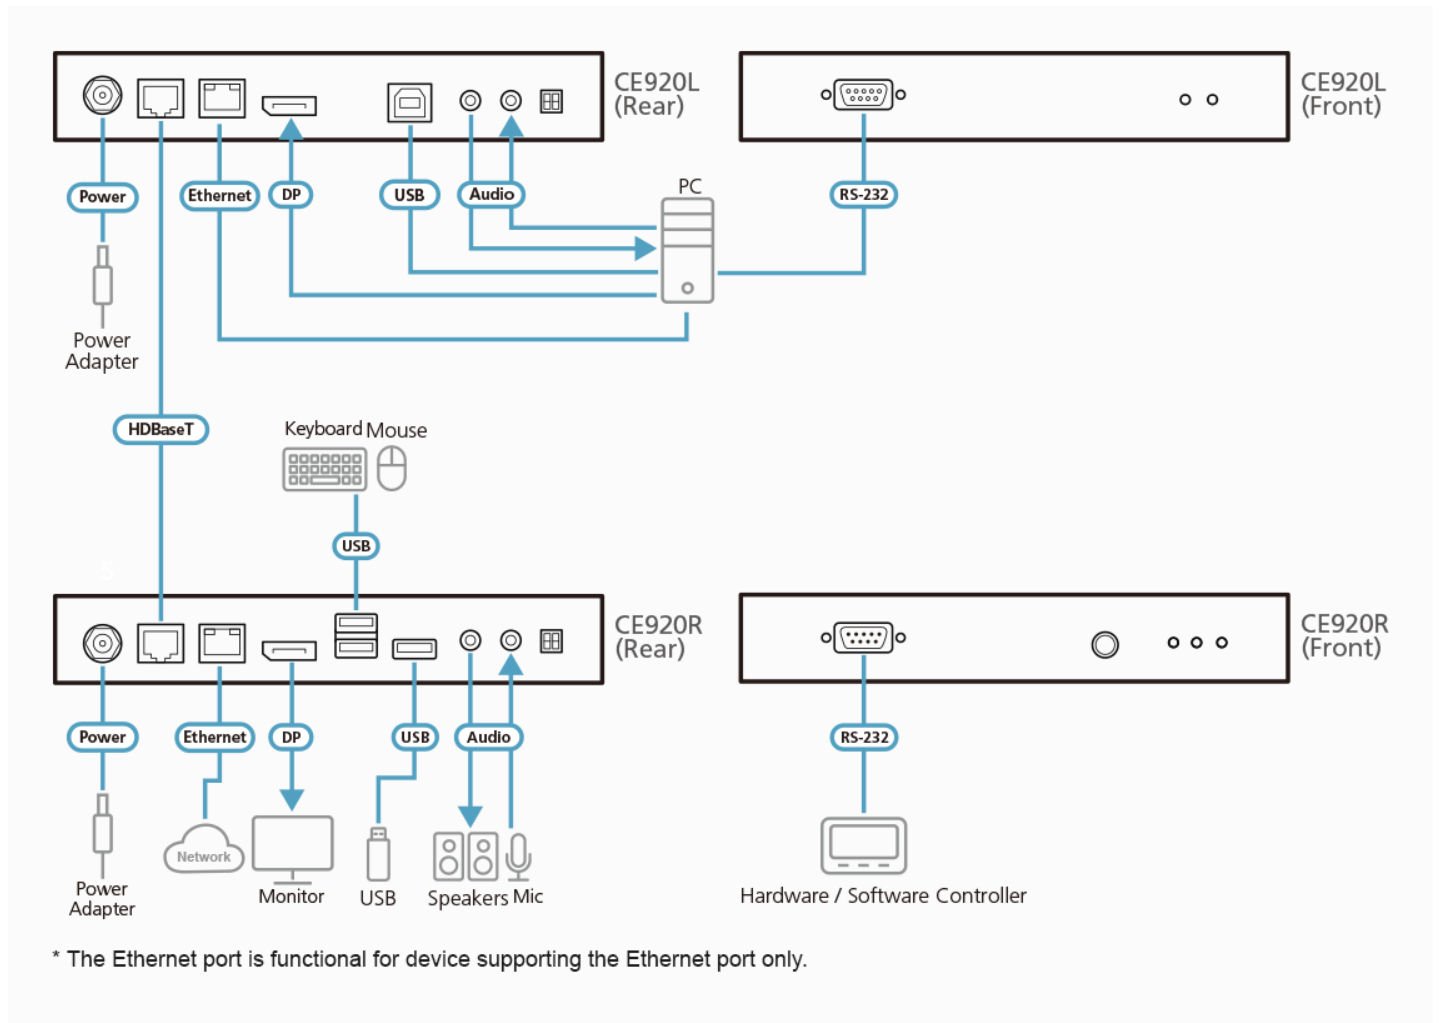 CE920L
(Rear)
CE920L
(Front)
Power
Ethernet
DP
USB
Audio
PC
RS-232
Power
Adapter
HDBaseT
Keyboard Mouse
USB
5
CE920R
(Rear)
CE920R
(Front)
Power
Ethernet
DP
USB
Audio
RS-232
Network
Power
Adapter
Monitor
USB
Speakers Mic
Hardware / Software Controller
* The Ethernet port is functional for device supporting the Ethernet port only.